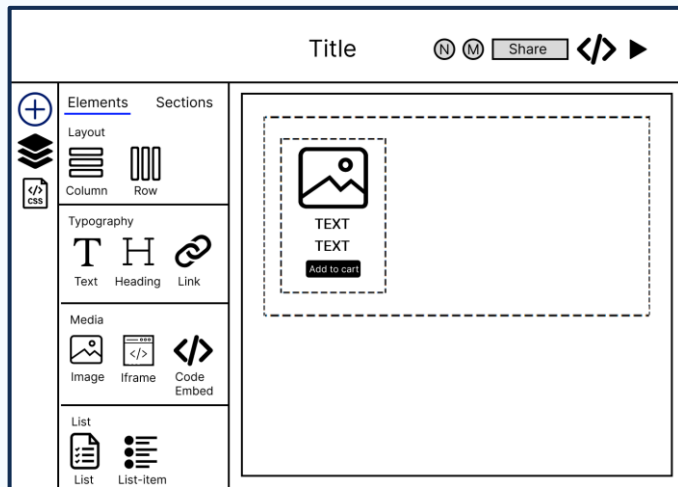 Title
N M Share </>
Elements Sections
Layout
Column Row
Typography
T H
Text Heading Link
Media
</> </>
Image Iframe Code
Embed
List
List List-item
</>
css
TEXT
TEXT
Add to cart